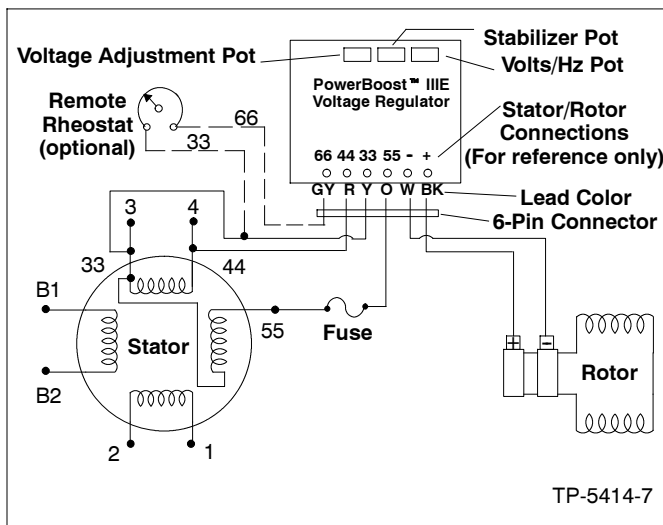 Voltage Adjustment Pot
Stabilizer Pot
Volts/Hz Pot
PowerBoost™ IIIE
Voltage Regulator
Remote
Rheostat
(optional)
66
33
Stator/Rotor
Connections
(For reference only)
66 44 33 55 - +
GY R Y O W BK
Lead Color
6-Pin Connector
3
4
33
44
B1
55
Fuse
Stator
B2
+
-
Rotor
2
1
TP-5414-7